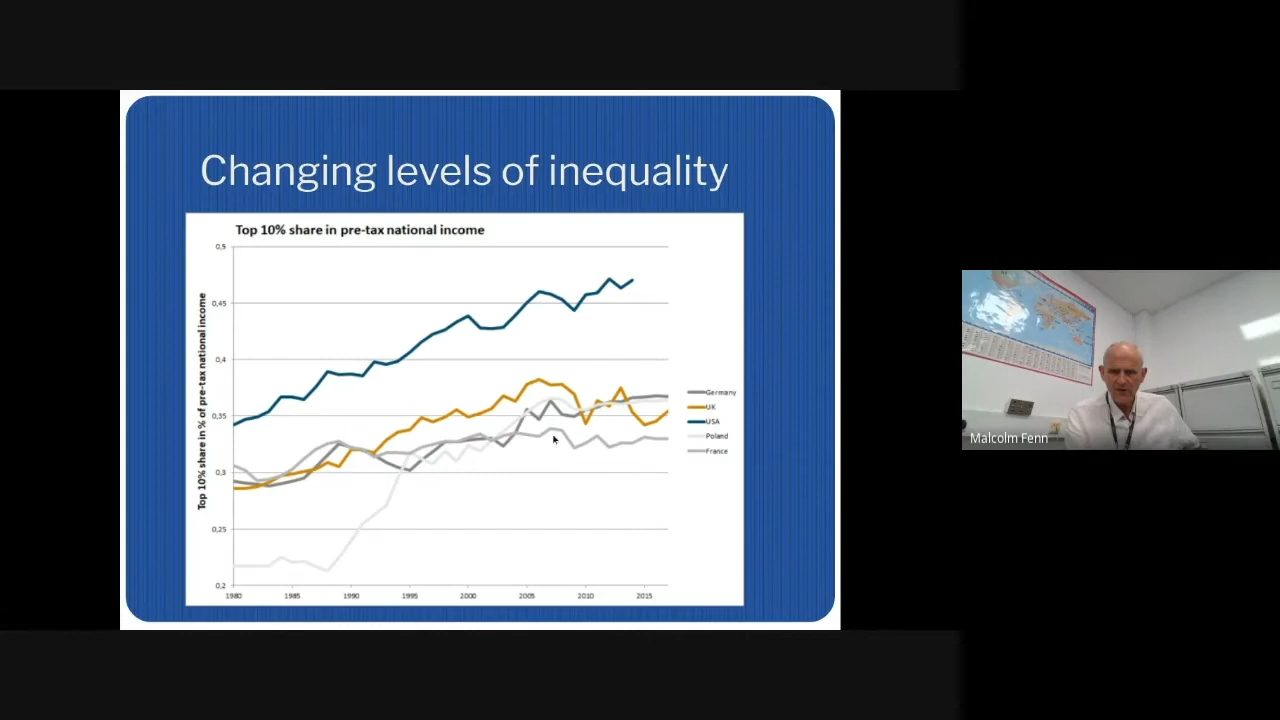 Changing levels of inequality
Top 10% share in pre-tax national income
Top 10% share in % of pre-tax national income
0,5
0,45
0,4
0,35
0,3
0,25
0,2
1980 1985 1990 1995 2000 2005 2010 2015
Germany
UK
USA
Poland
France
Malcolm Fenn